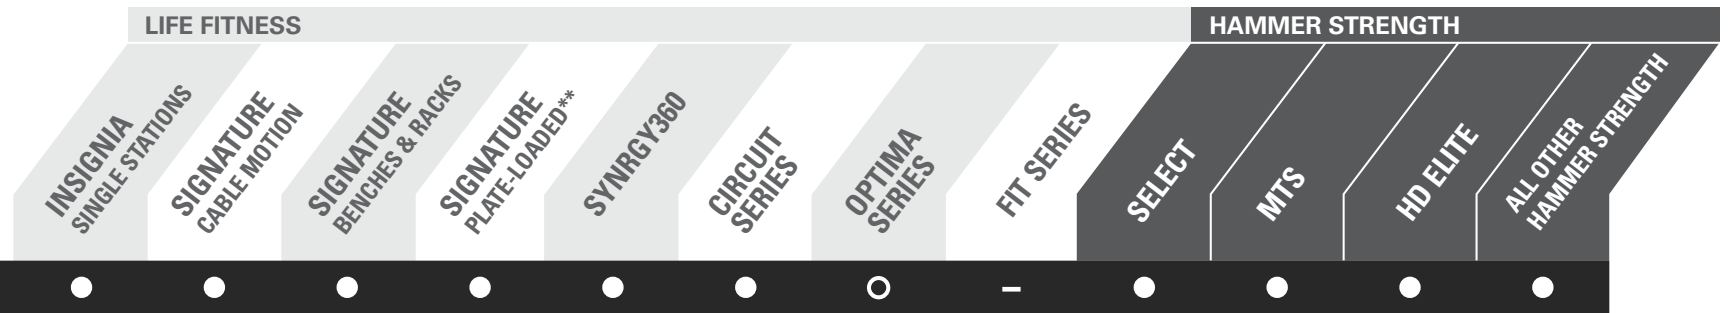 LIFE FITNESS
HAMMER STRENGTH
INSIGNIA
SINGLE STATIONS
SIGNATURE
CABLE MOTION
SIGNATURE
BENCHES & RACKS
SIGNATURE
PLATE-LOADED**
SYNRGY360
CIRCUIT
SERIES
OPTIMA
SERIES
FIT SERIES
SELECT
MTS
HD ELITE
ALL OTHER
HAMMER STRENGTH
–